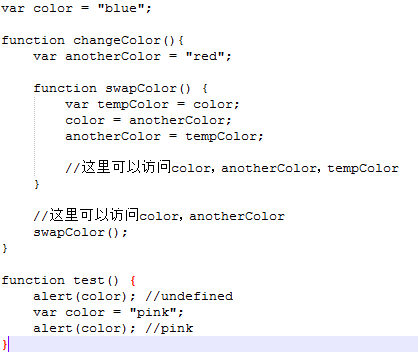 var color = "blue";
function changeColor(){
var anotherColor = "red";
function swapColor() {
var tempColor = color;
color = anotherColor;
anotherColor = tempColor;
//这里可以访问color，anotherColor，tempColor
}
//这里可以访问color，anotherColor
swapColor();
}
function test() {
alert(color); //undefined
var color = "pink";
alert(color); //pink
}